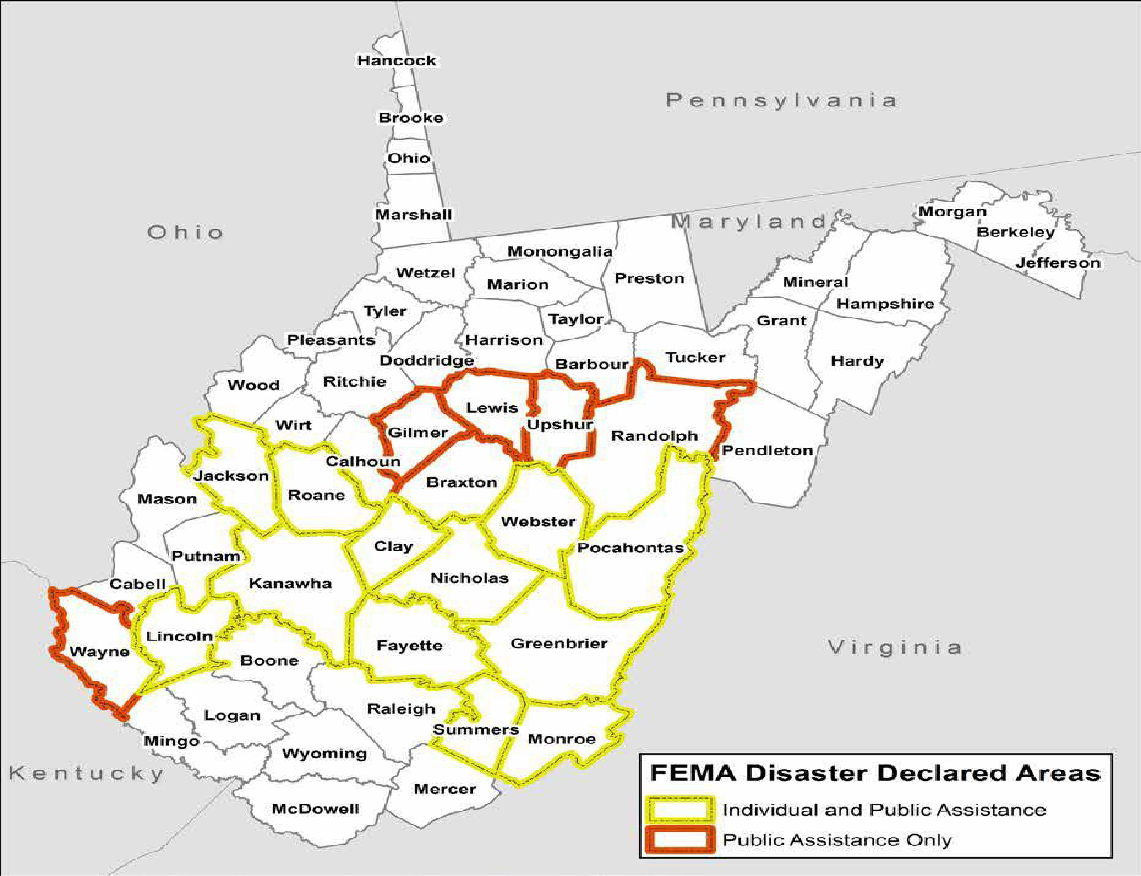 Hancock
Pennsylvania
Brooke
Ohio
Morgan
Marshall
Maryland
Ohio
Berkeley
Monongalia
Jefferson
Wetzel
Preston
Marion
Mineral
Hampshire
Tyler
Taylor
Grant
Pleasants
Harrison
Doddridge
Tucker
Hardy
Barbour
Ritchie
Wood
Lewis
Wirt
Upshur
Gilmer
Randolph
Pendleton
Calhoun
Jackson
Braxton
Roane
Mason
Webster
Clay
Pocahontas
Putnam
Nicholas
Cabell
Kanawha
Lincoln
Greenbrier
Fayette
Virginia
Wayne
Boone
Raleigh
Logan
Summers
Monroe
Mingo
Wyoming
Kentucky
Mercer
McDowell
FEMA Disaster Declared Areas
Individual and Public Assistance
Public Assistance Only